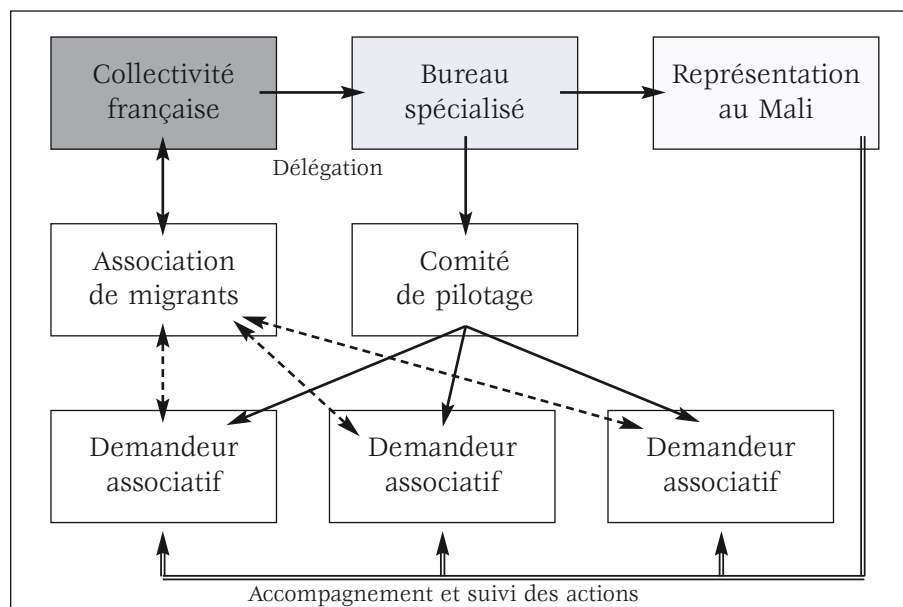 Collectivité
française
Bureau
spécialisé
Représentation
au Mali
Délégation
Association
de migrants
Comité
de pilotage
Demandeur
associatif
Demandeur
associatif
Demandeur
associatif
Accompagnement et suivi des actions